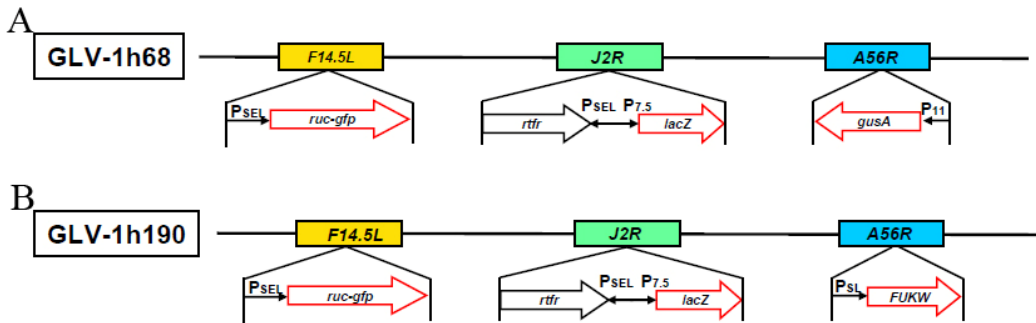 A
GLV-1h68 F14.5L J2R A56R
PSEL ruc-gfp rtfr PSEL P7.5 lacZ gusA P11
B
GLV-1h190 F14.5L J2R A56R
PSEL ruc-gfp rtfr PSEL P7.5 lacZ PSL FUKW